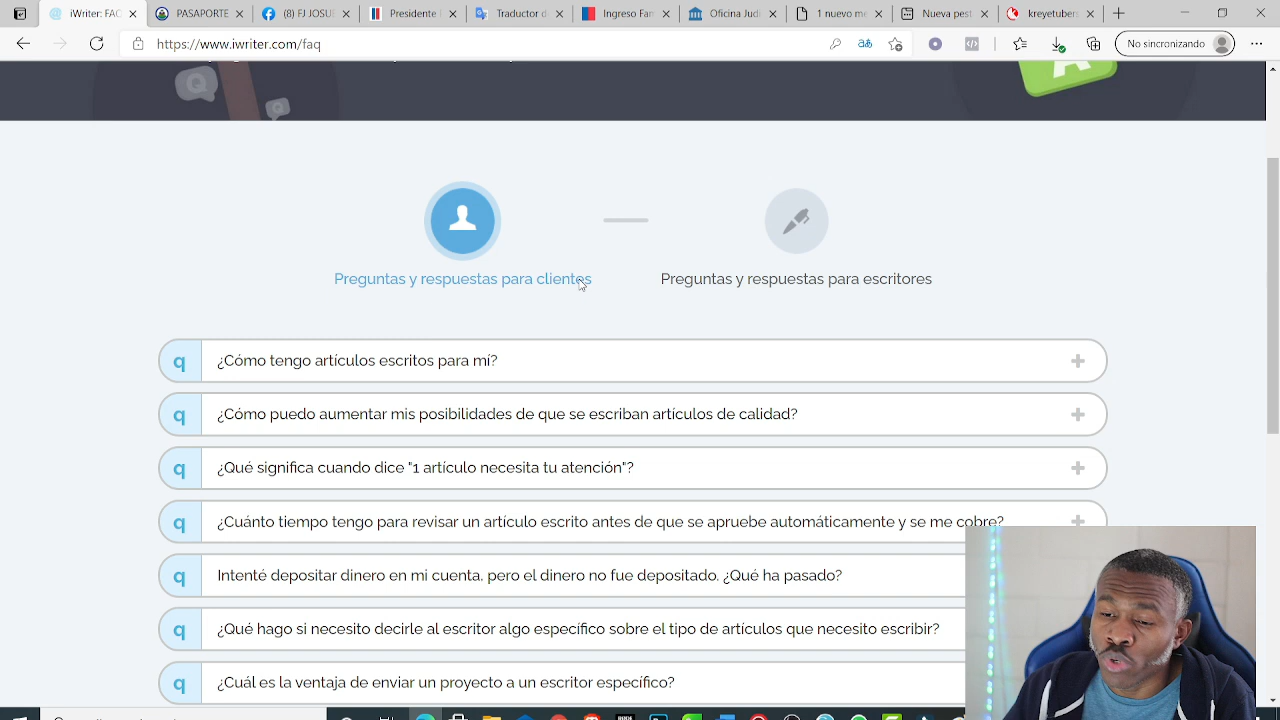 iWriter: FAC
PASAPORTE
(8) FJ JOSU
Presidente
Traductor d
Ingreso Fan
Oficina Jud
1 nuevo me
Nueva pest
kreyetuber
https://www.iwriter.com/faq
No sincronizando
Q
Q
A
Preguntas y respuestas para clientes
Preguntas y respuestas para escritores
q ¿Cómo tengo artículos escritos para mí?
q ¿Cómo puedo aumentar mis posibilidades de que se escriban artículos de calidad?
q ¿Qué significa cuando dice "1 artículo necesita tu atención"?
q ¿Cuánto tiempo tengo para revisar un artículo escrito antes de que se apruebe automáticamente y se me cobre?
q Intenté depositar dinero en mi cuenta, pero el dinero no fue depositado. ¿Qué ha pasado?
q ¿Qué hago si necesito decirle al escritor algo específico sobre el tipo de artículos que necesito escribir?
q ¿Cuál es la ventaja de enviar un proyecto a un escritor específico?